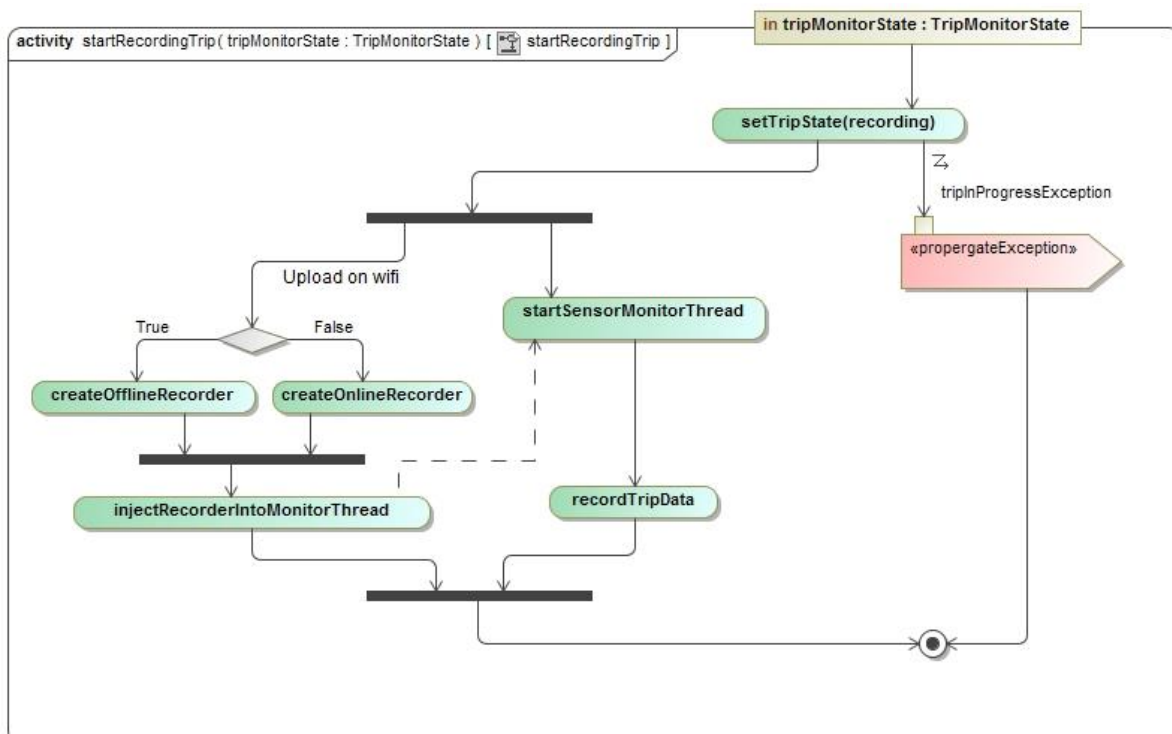 in tripMonitorState : TripMonitorState
activity startRecordingTrip( tripMonitorState : TripMonitorState ) [ startRecordingTrip ]
setTripState(recording)
tripInProgressException
«propergateException»
Upload on wifi
startSensorMonitorThread
True
False
createOfflineRecorder
createOnlineRecorder
injectRecorderIntoMonitorThread
recordTripData